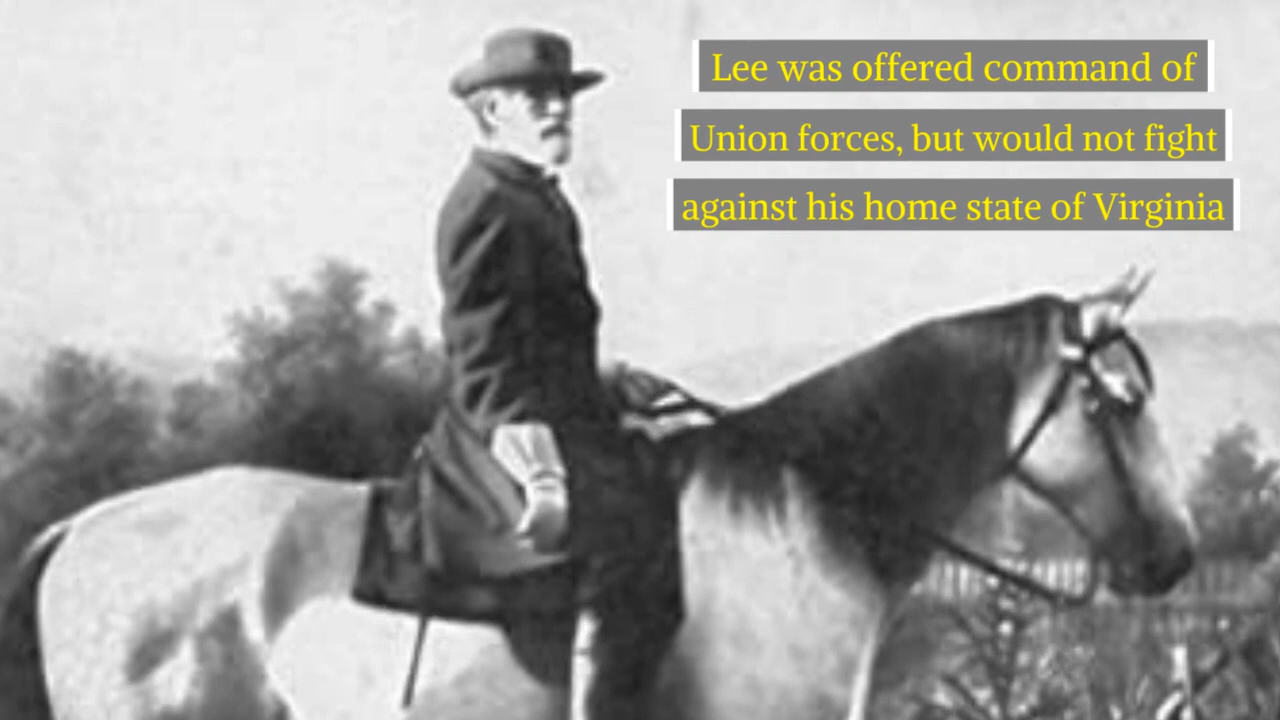 Lee was offered command of
Union forces, but would not fight
against his home state of Virginia